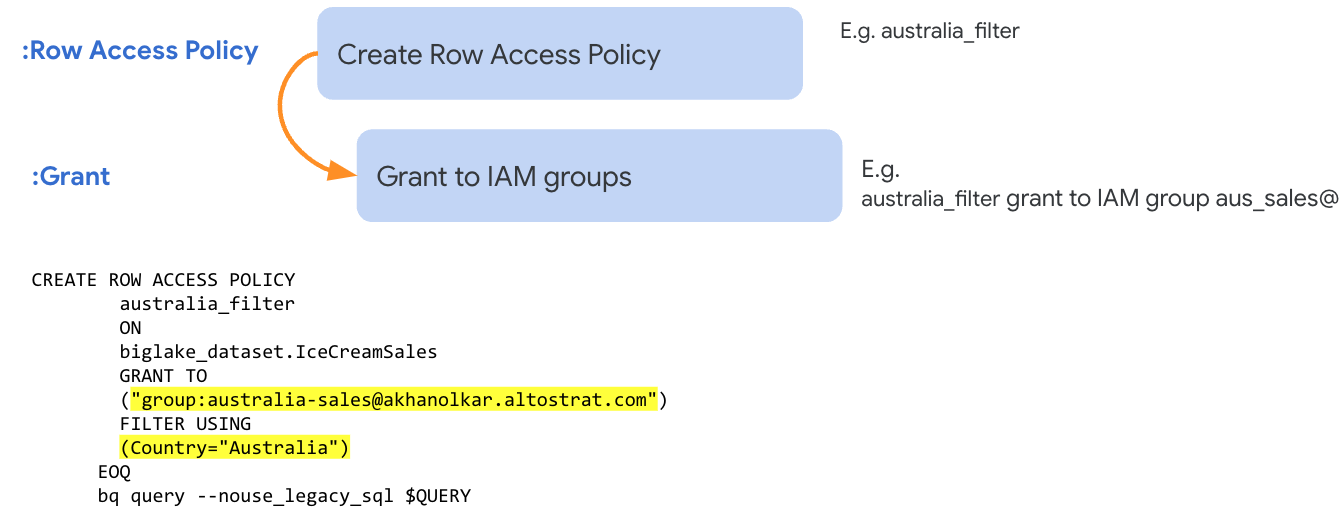 :Row Access Policy
Create Row Access Policy
E.g. australia_filter
:Grant
Grant to IAM groups
E.g.
australia_filter grant to IAM group aus_sales@
CREATE ROW ACCESS POLICY
australia_filter
ON
biglake_dataset.IceCreamSales
GRANT TO
("group:australia-sales@akhanolkar.altostrat.com")
FILTER USING
(Country="Australia")
EOQ
bq query --nouse_legacy_sql $QUERY